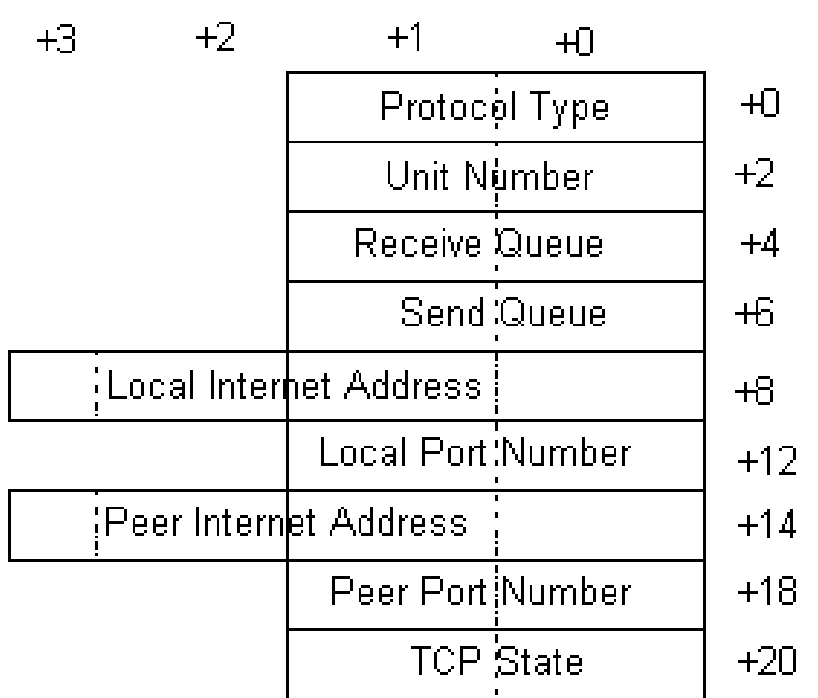 +3 +2 +1 +0
Protocol Type +0
Unit Number +2
Receive Queue +4
Send Queue +6
Local Internet Address +8
Local Port Number +12
Peer Internet Address +14
Peer Port Number +18
TCP State +20